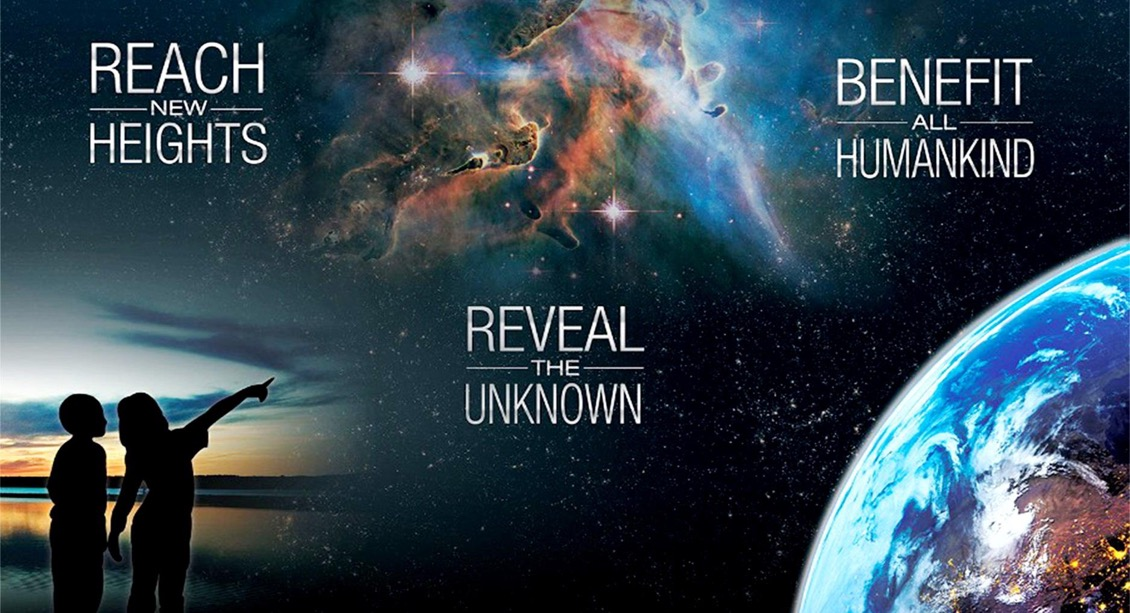 REACH
NEW
HEIGHTS
REVEAL
THE
UNKNOWN
BENEFIT
ALL
HUMANKIND